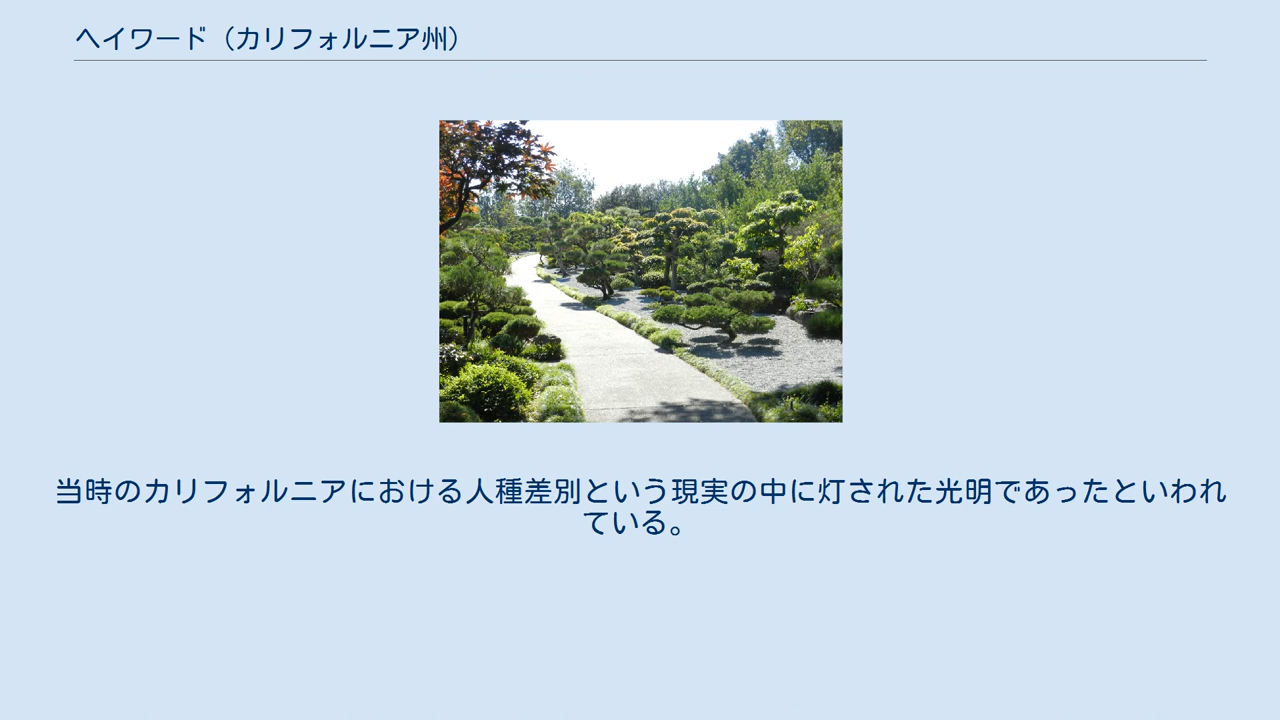 ヘイワード（カリフォルニア州）
当時のカリフォルニアにおける人種差別という現実の中に灯された光明であったといわれ
ている。